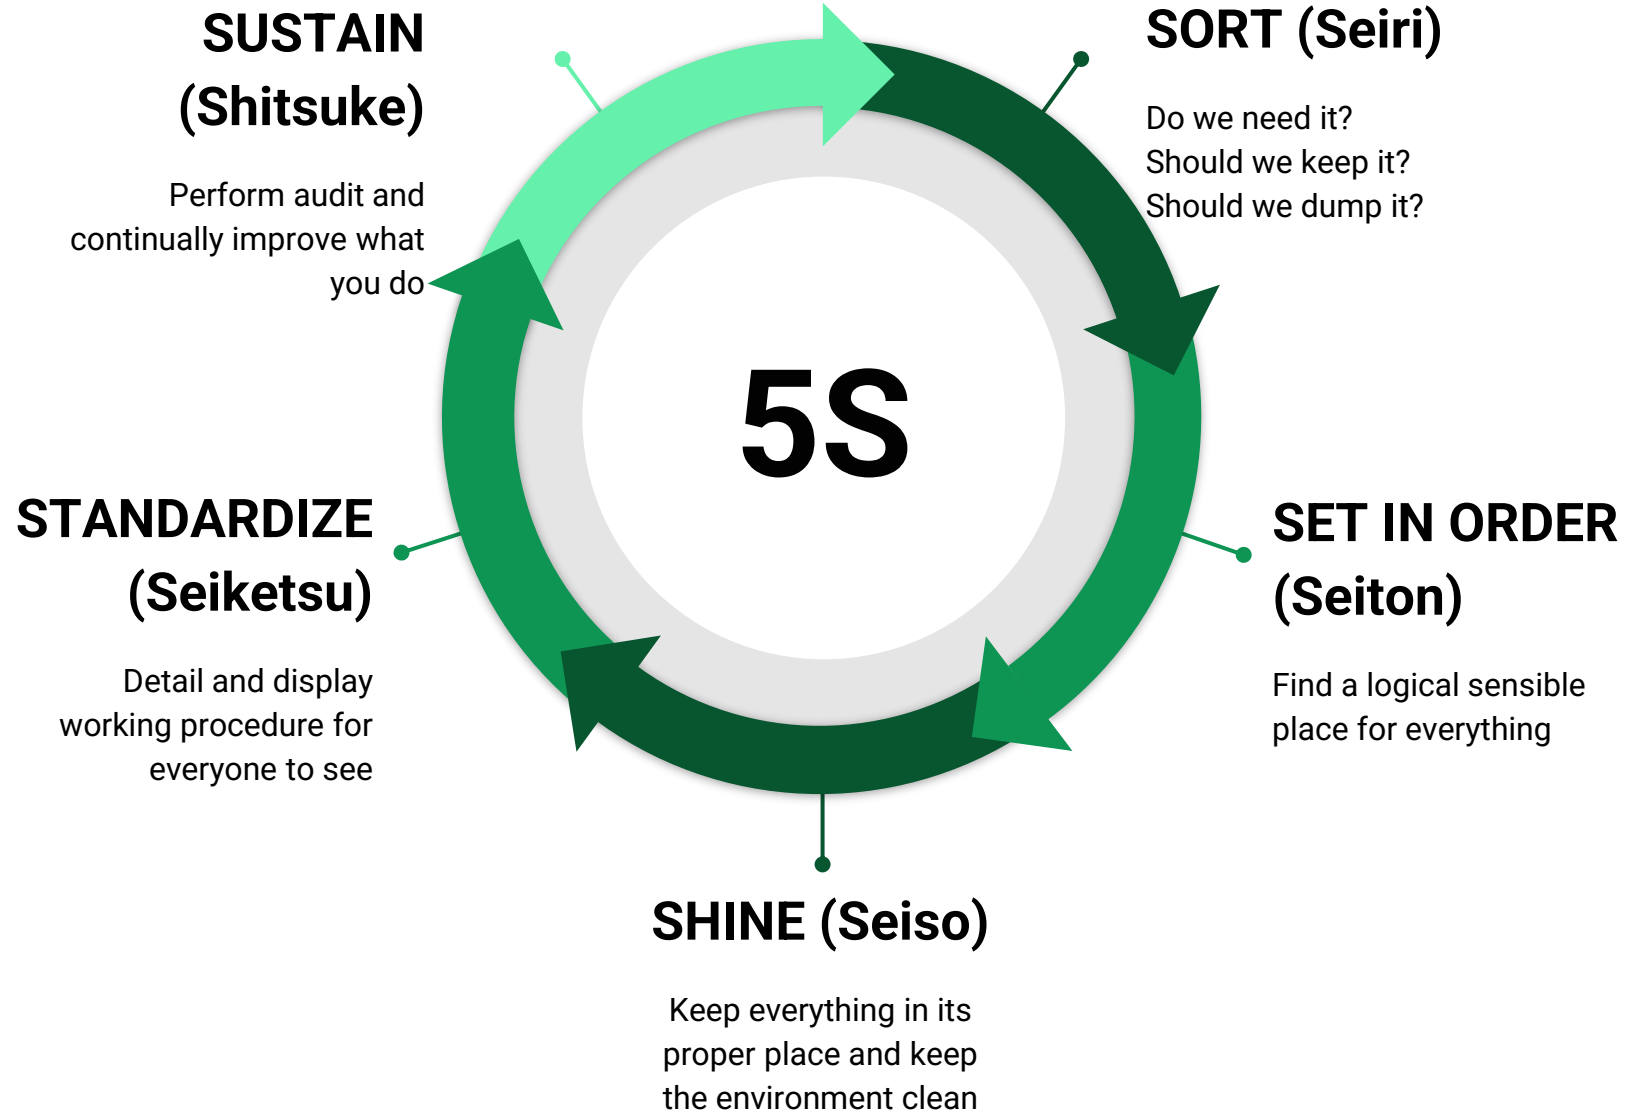 5S
SORT (Seiri)
Do we need it?
Should we keep it?
Should we dump it?
SET IN ORDER
(Seiton)
Find a logical sensible
place for everything
SHINE (Seiso)
Keep everything in its
proper place and keep
the environment clean
STANDARDIZE
(Seiketsu)
Detail and display
working procedure for
everyone to see
SUSTAIN
(Shitsuke)
Perform audit and
continually improve what
you do